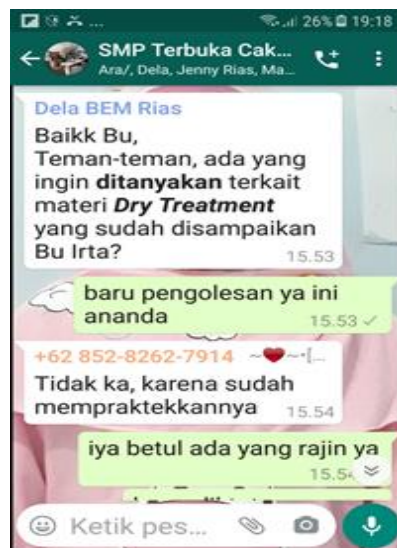 26% 19:18
SMP Terbuka Cak...
Ara/, Dela, Jenny Rias, Ma...
Dela BEM Rias
Baikk Bu,
Teman-teman, ada yang
ingin ditanyakan terkait
materi Dry Treatment
yang sudah disampaikan
Bu Irta?
15.53
baru pengolesan ya ini
ananda
15.53
+62 852-8262-7914 ~❤~·[...
Tidak ka, karena sudah
mempraktekkannya
15.54
iya betul ada yang rajin ya
Ketik pes...